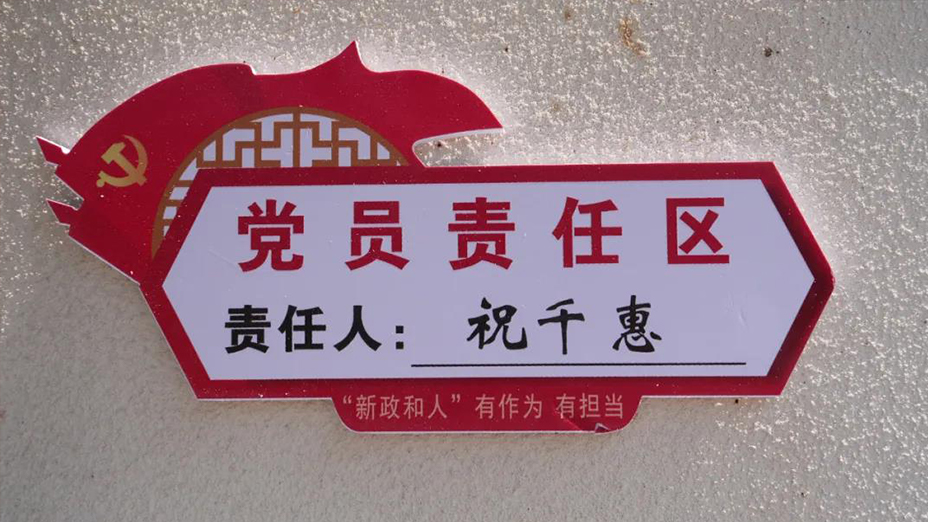 党员责任区
责任人：祝千惠
“新政和人”有作为 有担当